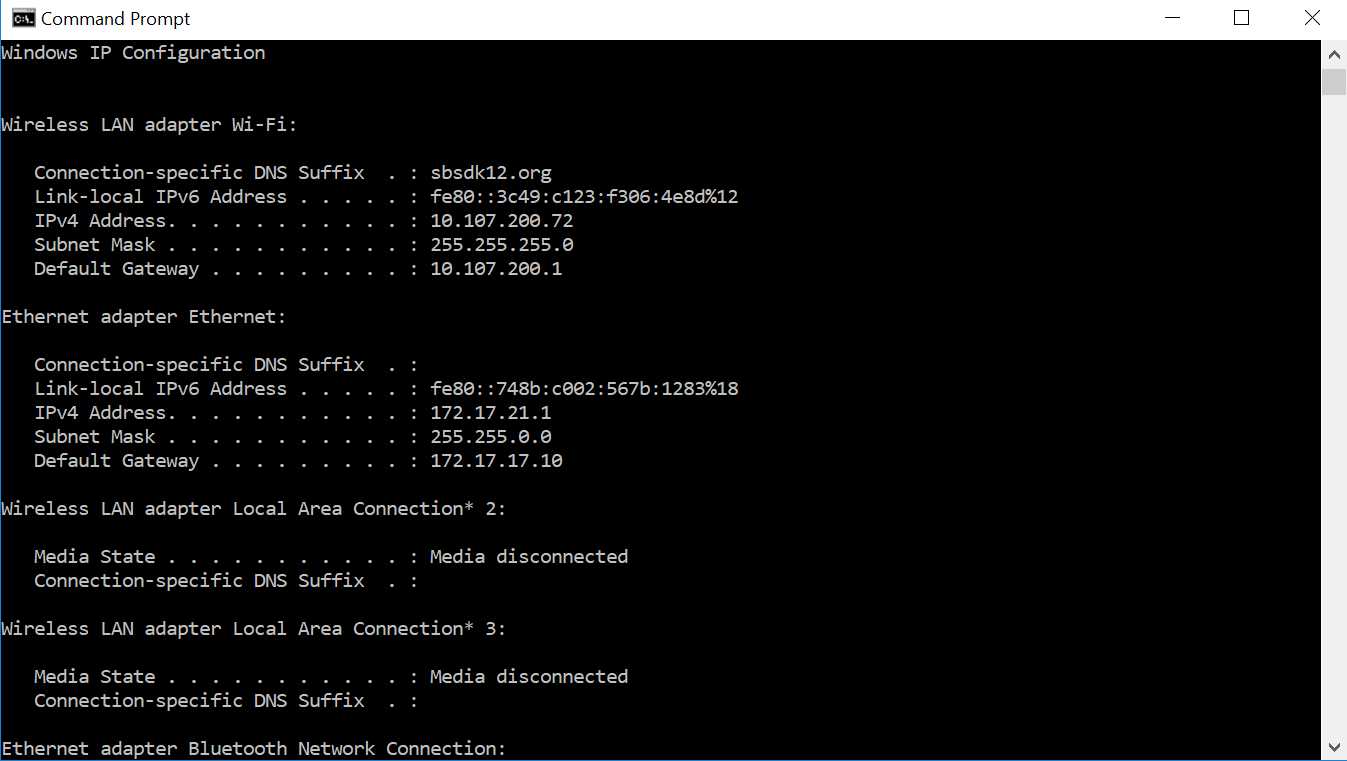 Command Prompt
Windows IP Configuration
Wireless LAN adapter Wi-Fi:
Connection-specific DNS Suffix  . : sbsdk12.org
Link-local IPv6 Address . . . . . : fe80::3c49:c123:f306:4e8d%12
IPv4 Address. . . . . . . . . . . : 10.107.200.72
Subnet Mask . . . . . . . . . . . : 255.255.255.0
Default Gateway . . . . . . . . . : 10.107.200.1
Ethernet adapter Ethernet:
Connection-specific DNS Suffix  . :
Link-local IPv6 Address . . . . . : fe80::748b:c002:567b:1283%18
IPv4 Address. . . . . . . . . . . : 172.17.21.1
Subnet Mask . . . . . . . . . . . : 255.255.0.0
Default Gateway . . . . . . . . . : 172.17.17.10
Wireless LAN adapter Local Area Connection* 2:
Media State . . . . . . . . . . . : Media disconnected
Connection-specific DNS Suffix  . :
Wireless LAN adapter Local Area Connection* 3:
Media State . . . . . . . . . . . : Media disconnected
Connection-specific DNS Suffix  . :
Ethernet adapter Bluetooth Network Connection: